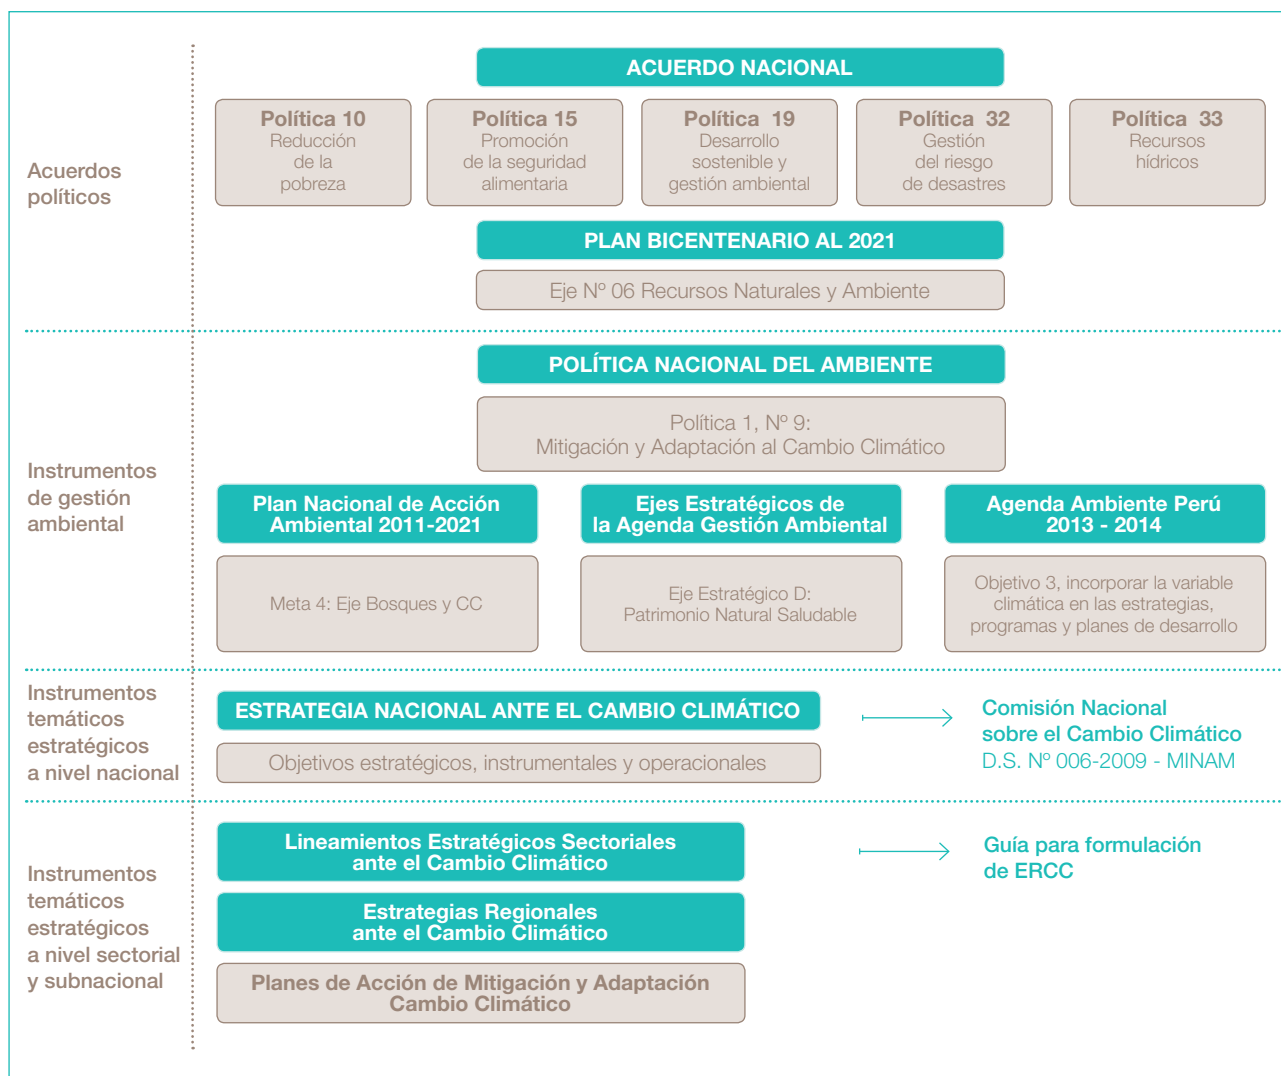 Acuerdos
políticos
ACUERDO NACIONAL
Política 10
Reducción
de la
pobreza
Política 15
Promoción
de la seguridad
alimentaria
Política 19
Desarrollo
sostenible y
gestión ambiental
Política 32
Gestión
del riesgo
de desastres
Política 33
Recursos
hídricos
PLAN BICENTENARIO AL 2021
Eje Nº 06 Recursos Naturales y Ambiente
Instrumentos
de gestión
ambiental
POLÍTICA NACIONAL DEL AMBIENTE
Política 1, Nº 9:
Mitigación y Adaptación al Cambio Climático
Plan Nacional de Acción
Ambiental 2011-2021
Meta 4: Eje Bosques y CC
Ejes Estratégicos de
la Agenda Gestión Ambiental
Eje Estratégico D:
Patrimonio Natural Saludable
Agenda Ambiente Perú
2013 - 2014
Objetivo 3, incorporar la variable
climática en las estrategias,
programas y planes de desarrollo
Instrumentos
temáticos
estratégicos
a nivel nacional
ESTRATEGIA NACIONAL ANTE EL CAMBIO CLIMÁTICO
Objetivos estratégicos, instrumentales y operacionales
Comisión Nacional
sobre el Cambio Climático
D.S. Nº 006-2009 - MINAM
Instrumentos
temáticos
estratégicos
a nivel sectorial
y subnacional
Lineamientos Estratégicos Sectoriales
ante el Cambio Climático
Guía para formulación
de ERCC
Estrategias Regionales
ante el Cambio Climático
Planes de Acción de Mitigación y Adaptación
Cambio Climático